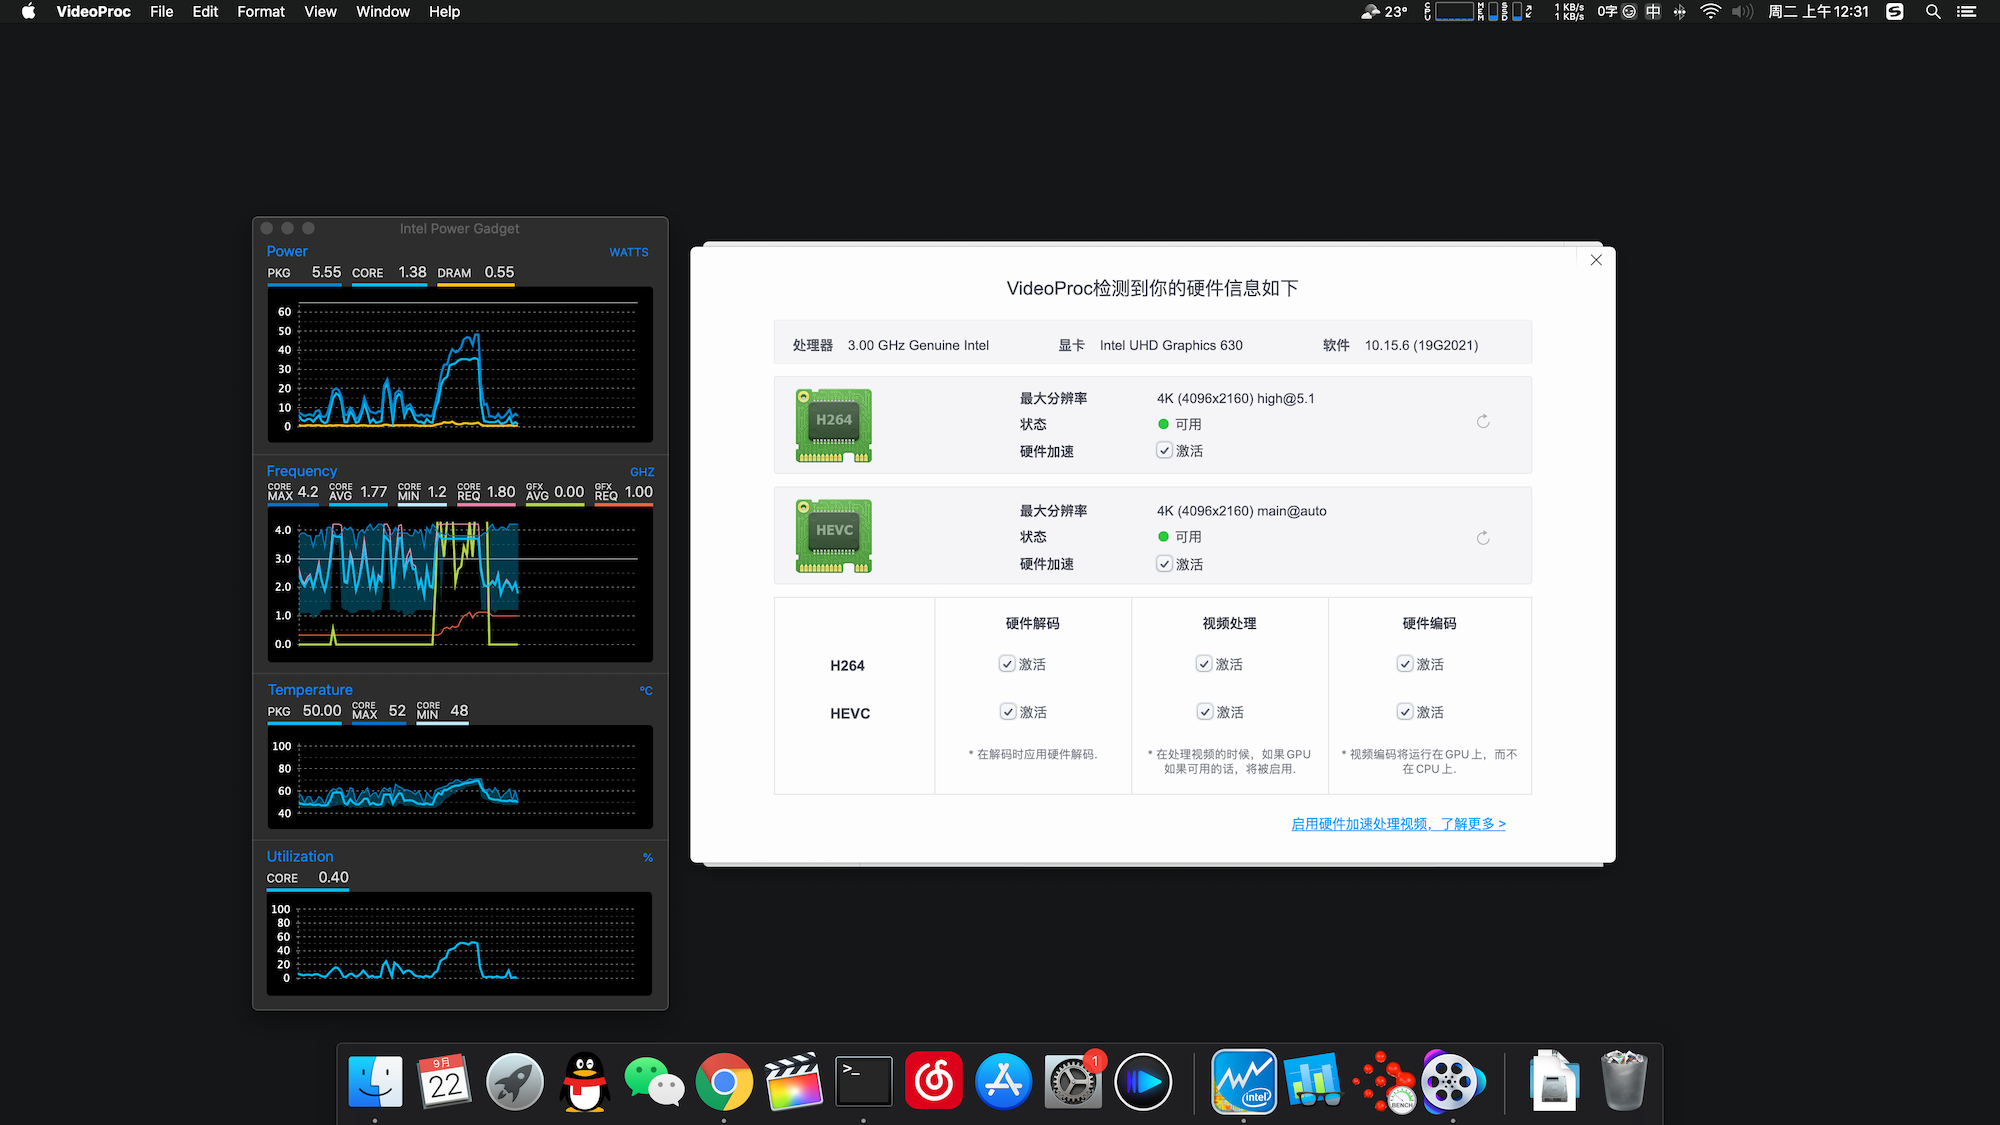 VideoProc File Edit Format View Window Help
23° CPU MEM SSD 1 KB/s 1 KB/s 0字 中 周二 上午12:31 S
Intel Power Gadget
Power WATTS
PKG 5.55 CORE 1.38 DRAM 0.55
60
50
40
30
20
10
0
Frequency GHZ
CORE MAX 4.2 CORE AVG 1.77 CORE MIN 1.2 CORE REQ 1.80 GFX AVG 0.00 GFX REQ 1.00
4.0
3.0
2.0
1.0
0.0
Temperature °C
PKG 50.00 CORE MAX 52 CORE MIN 48
100
80
60
40
Utilization %
CORE 0.40
100
80
60
40
20
0
VideoProc检测到你的硬件信息如下
处理器 3.00 GHz Genuine Intel 显卡 Intel UHD Graphics 630 软件 10.15.6 (19G2021)
H264
最大分辨率 4K (4096x2160) high@5.1
状态 可用
硬件加速 激活
HEVC
最大分辨率 4K (4096x2160) main@auto
状态 可用
硬件加速 激活
硬件解码 视频处理 硬件编码
H264 激活 激活 激活
HEVC 激活 激活 激活
* 在解码时应用硬件解码.
* 在处理视频的时候，如果GPU
如果可用的话，将被启用.
* 视频编码将运行在GPU上，而不
在CPU上.
启用硬件加速处理视频，了解更多 >
9月
22
>_
1
intel
BENCH